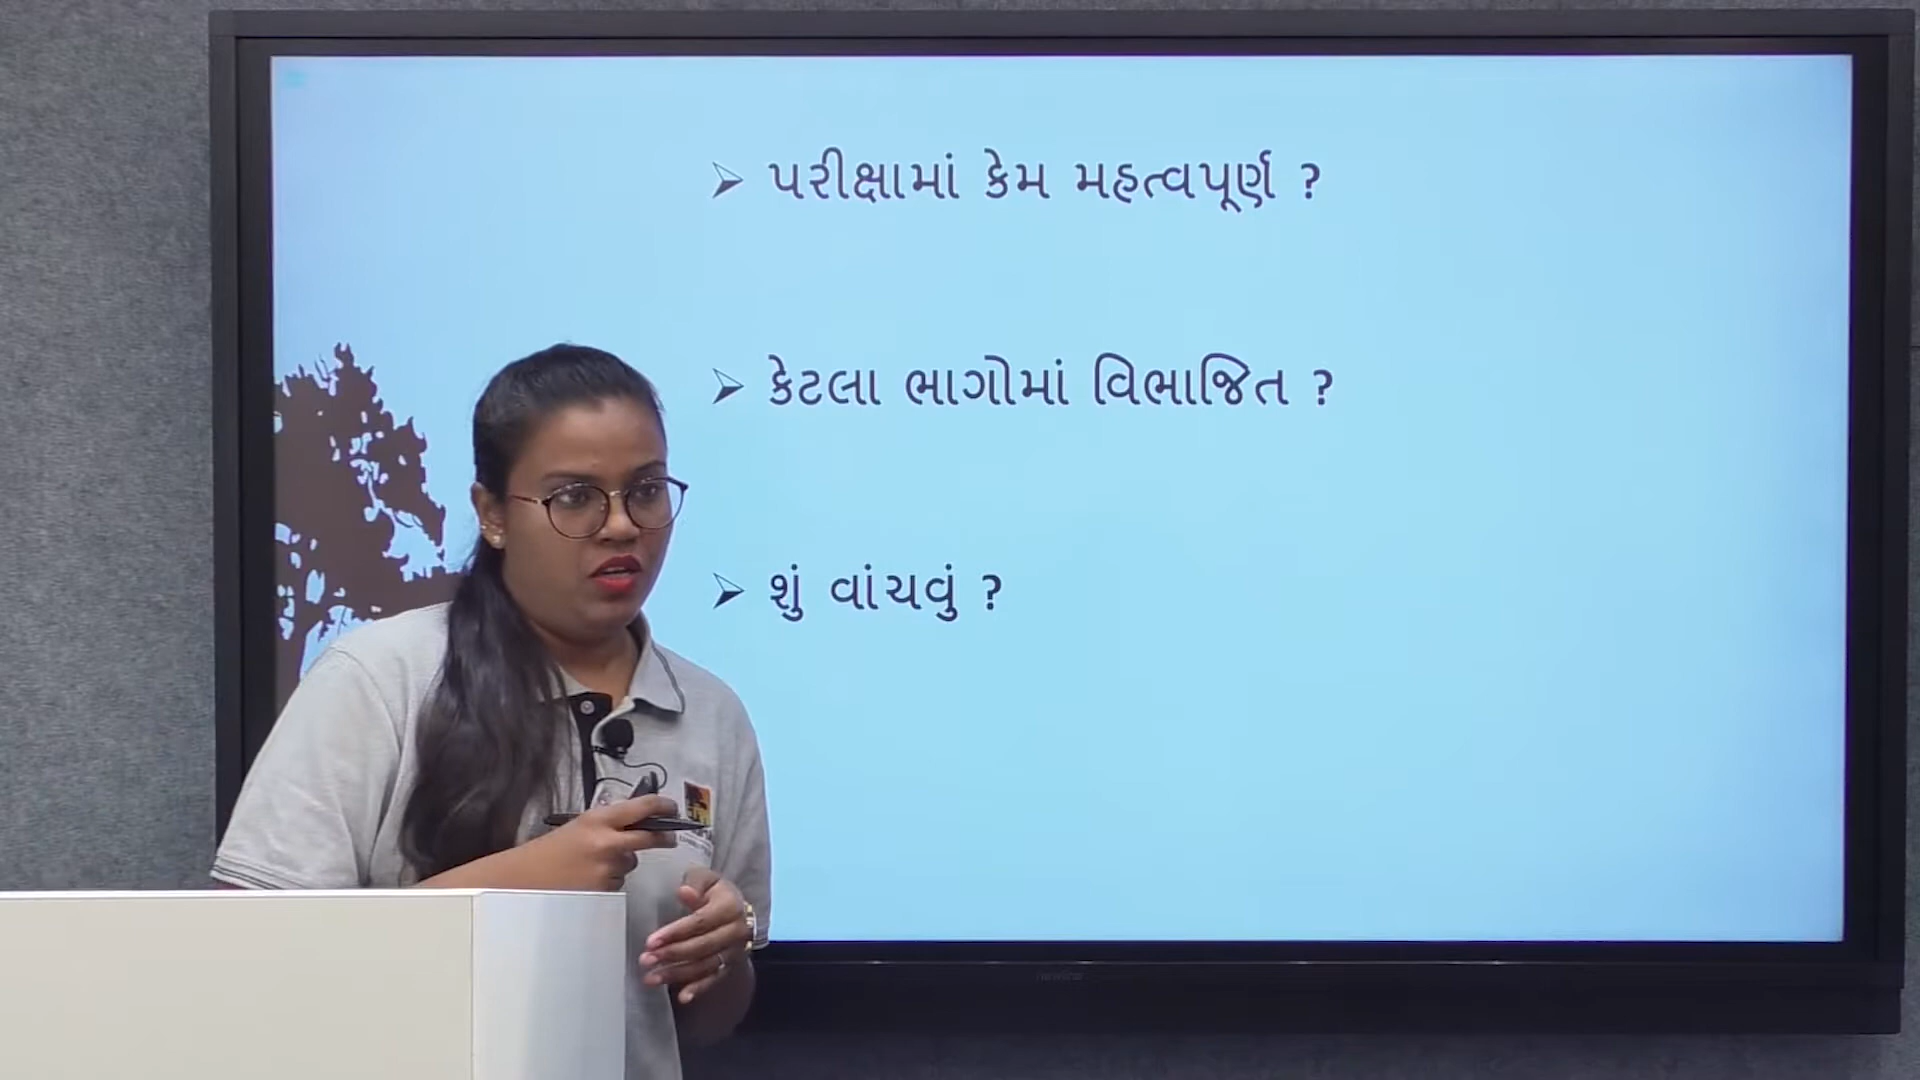 ➢ પરીક્ષામાં કેમ મહત્વપૂર્ણ ?
➢ કેટલા ભાગોમાં વિભાજિત ?
➢ શું વાંચવું ?